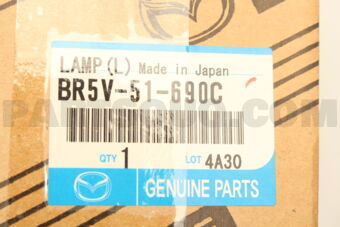 LAMP (L) Made in Japan
BR5V-51-690C
QTY 1 LOT 4A30
GENUINE PARTS